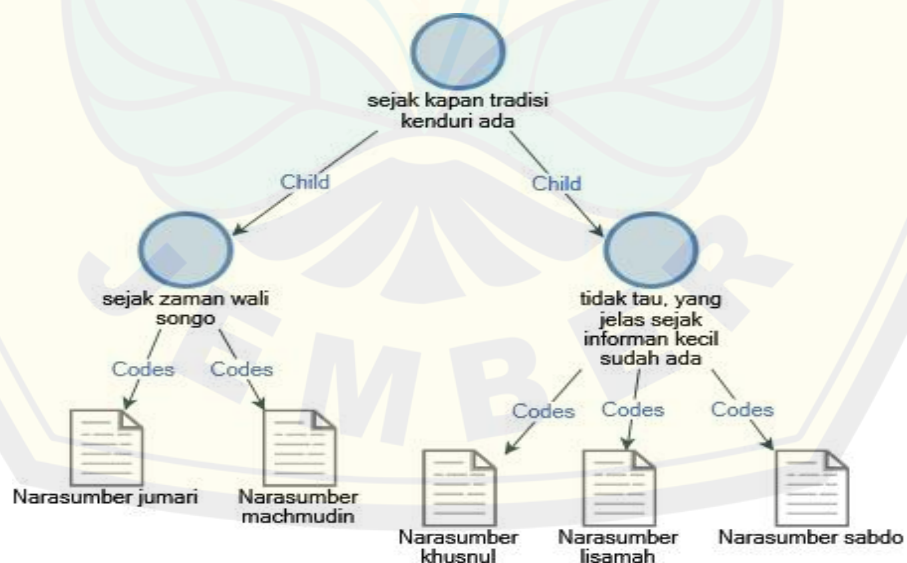 sejak kapan tradisi
kenduri ada
Child
Child
sejak zaman wali
songo
tidak tau, yang
jelas sejak
informan kecil
sudah ada
Codes
Codes
Codes
Codes
Codes
Narasumber jumari
Narasumber
machmudin
Narasumber
khusnul
Narasumber
lisamah
Narasumber sabdo
JEMBER